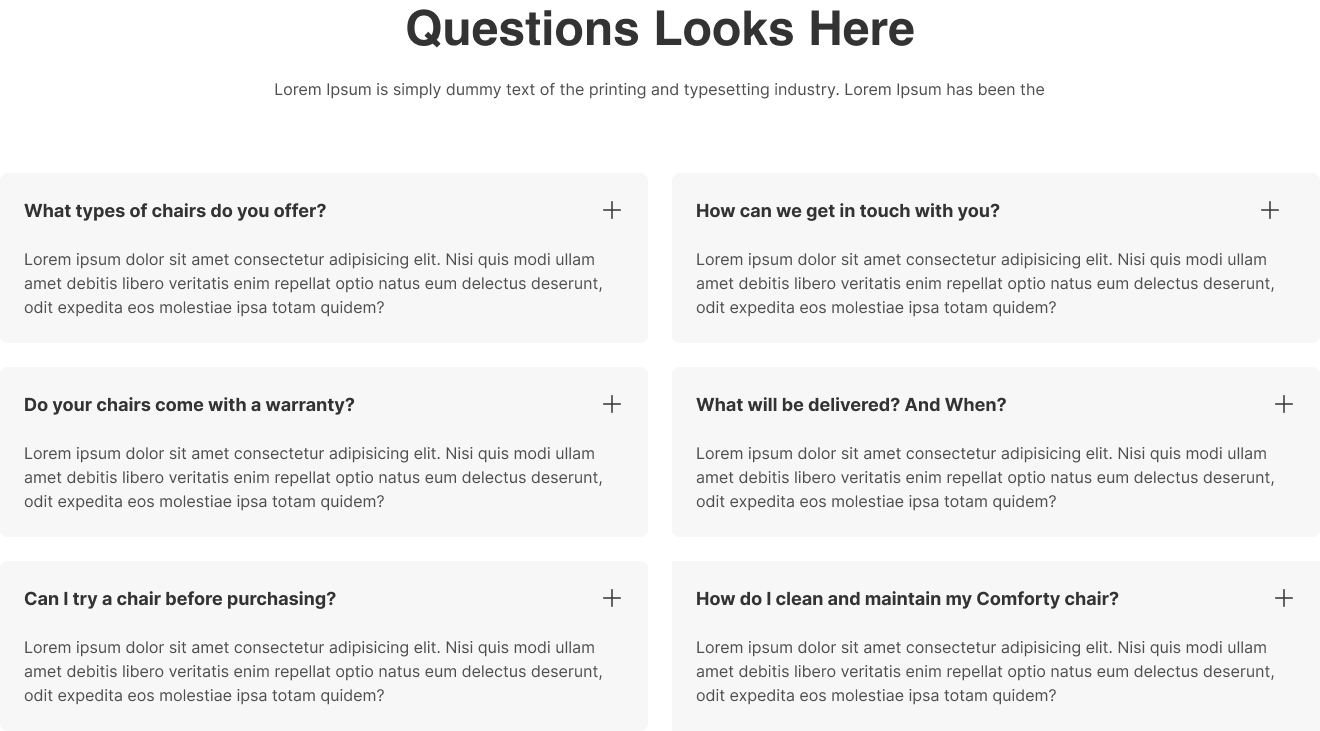 Questions Looks Here
Lorem Ipsum is simply dummy text of the printing and typesetting industry. Lorem Ipsum has been the
What types of chairs do you offer?
Lorem ipsum dolor sit amet consectetur adipisicing elit. Nisi quis modi ullam
amet debitis libero veritatis enim repellat optio natus eum delectus deserunt,
odit expedita eos molestiae ipsa totam quidem?
How can we get in touch with you?
Lorem ipsum dolor sit amet consectetur adipisicing elit. Nisi quis modi ullam
amet debitis libero veritatis enim repellat optio natus eum delectus deserunt,
odit expedita eos molestiae ipsa totam quidem?
Do your chairs come with a warranty?
Lorem ipsum dolor sit amet consectetur adipisicing elit. Nisi quis modi ullam
amet debitis libero veritatis enim repellat optio natus eum delectus deserunt,
odit expedita eos molestiae ipsa totam quidem?
What will be delivered? And When?
Lorem ipsum dolor sit amet consectetur adipisicing elit. Nisi quis modi ullam
amet debitis libero veritatis enim repellat optio natus eum delectus deserunt,
odit expedita eos molestiae ipsa totam quidem?
Can I try a chair before purchasing?
Lorem ipsum dolor sit amet consectetur adipisicing elit. Nisi quis modi ullam
amet debitis libero veritatis enim repellat optio natus eum delectus deserunt,
odit expedita eos molestiae ipsa totam quidem?
How do I clean and maintain my Comforty chair?
Lorem ipsum dolor sit amet consectetur adipisicing elit. Nisi quis modi ullam
amet debitis libero veritatis enim repellat optio natus eum delectus deserunt,
odit expedita eos molestiae ipsa totam quidem?